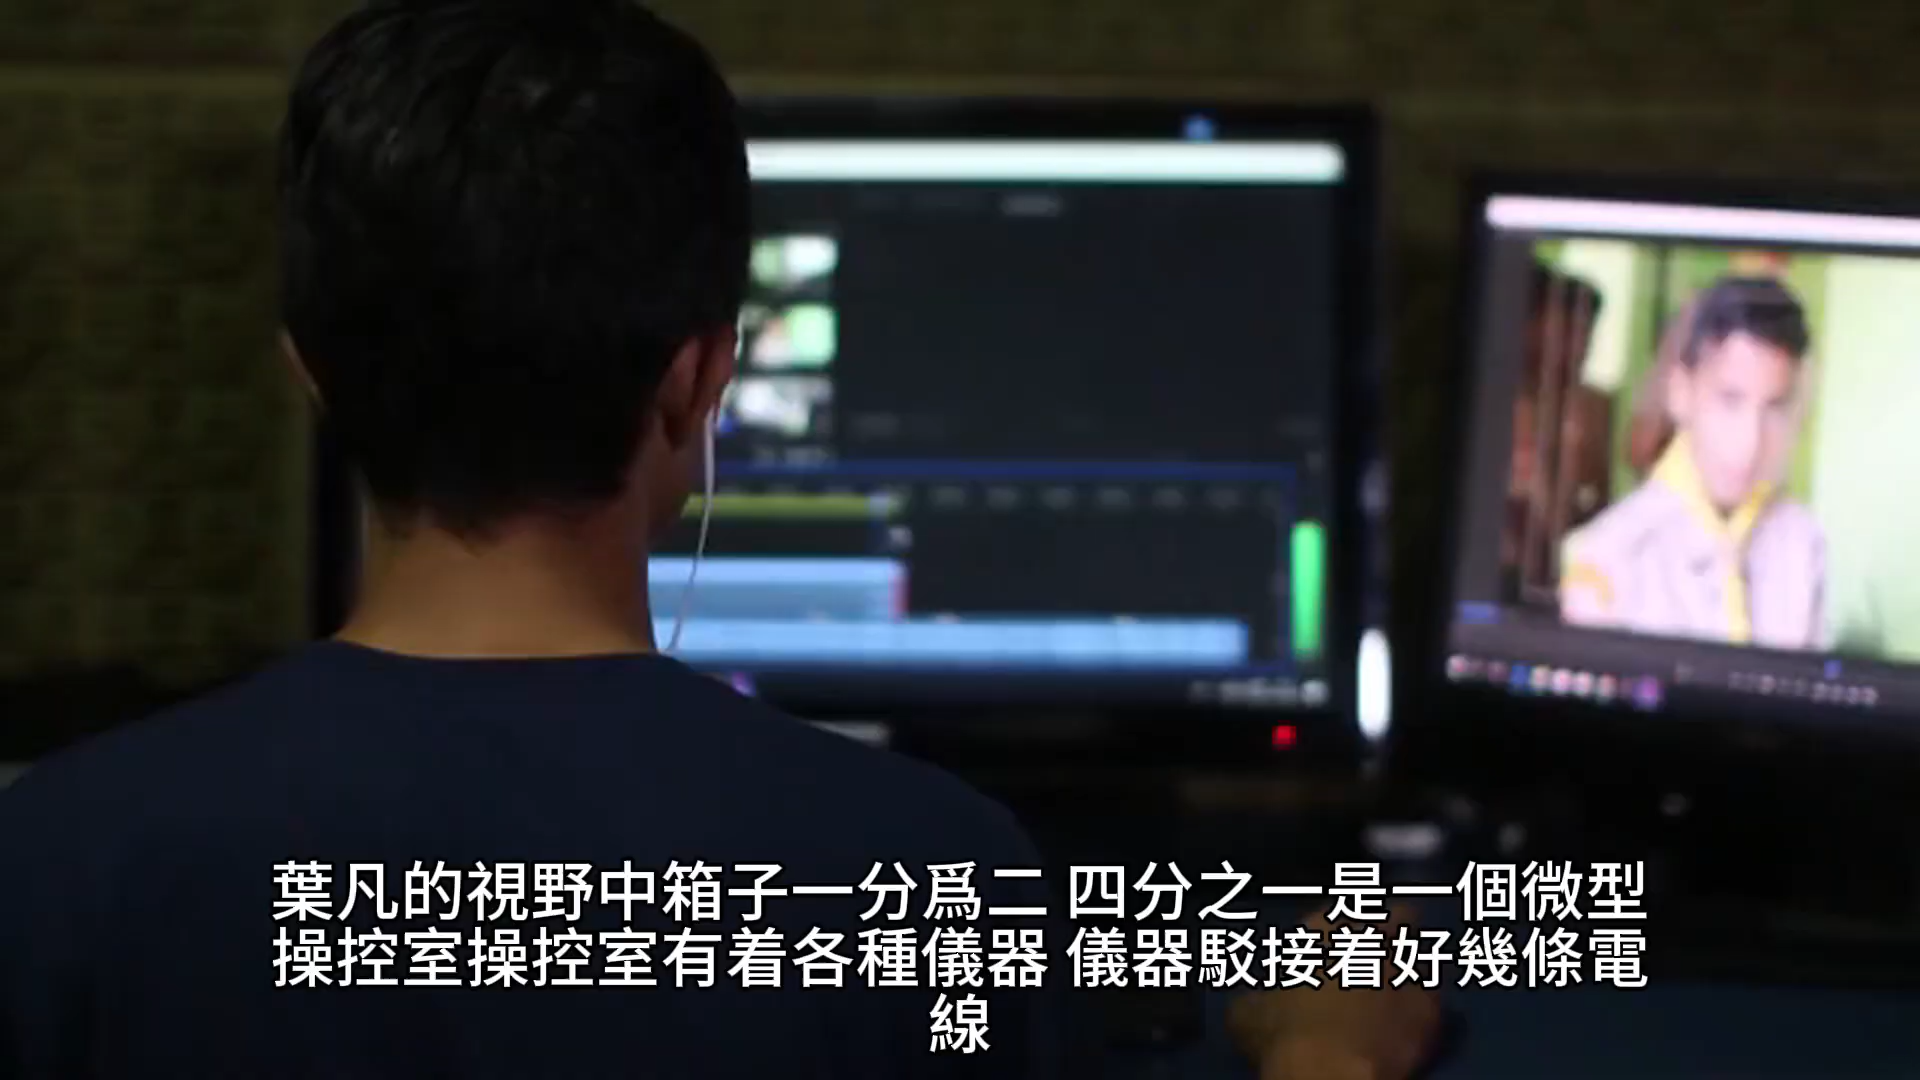 葉凡的視野中箱子一分爲二 四分之一是一個微型
操控室操控室有着各種儀器 儀器駁接着好幾條電
線